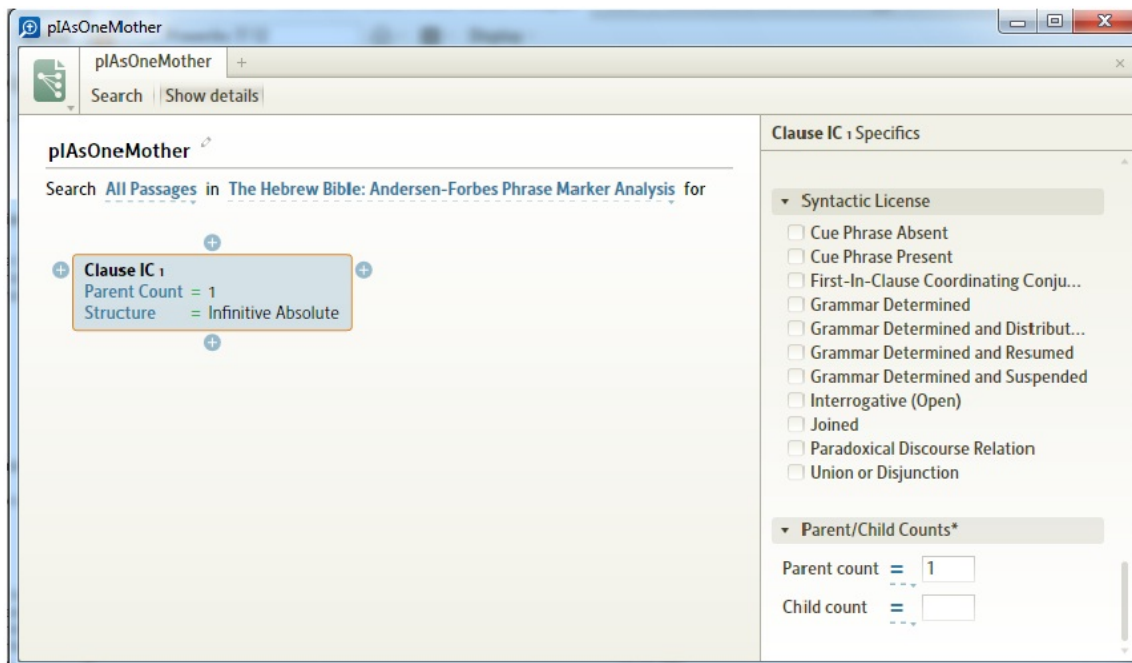 pIAsOneMother
pIAsOneMother +
Search Show details
pIAsOneMother
Search All Passages in The Hebrew Bible: Andersen-Forbes Phrase Marker Analysis for
Clause IC 1
Parent Count = 1
Structure = Infinitive Absolute
Clause IC 1 Specifics
Syntactic License
Cue Phrase Absent
Cue Phrase Present
First-In-Clause Coordinating Conju...
Grammar Determined
Grammar Determined and Distribut...
Grammar Determined and Resumed
Grammar Determined and Suspended
Interrogative (Open)
Joined
Paradoxical Discourse Relation
Union or Disjunction
Parent/Child Counts*
Parent count = 1
Child count =